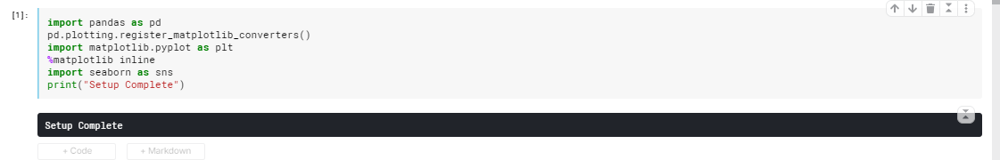 [1]:
import pandas as pd
pd.plotting.register_matplotlib_converters()
import matplotlib.pyplot as plt
%matplotlib inline
import seaborn as sns
print("Setup Complete")
Setup Complete
+ Code + Markdown